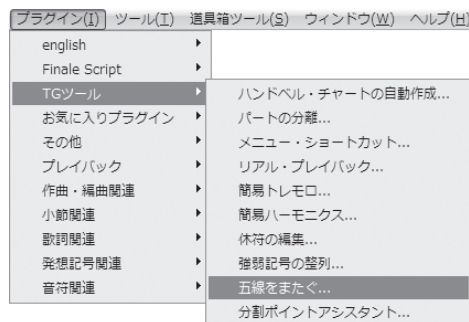 プラグイン(I) ツール(T) 道具箱ツール(S) ウィンドウ(W) ヘルプ(H)
english
Finale Script
TGツール
お気に入りプラグイン
その他
プレイバック
作曲・編曲関連
小節関連
歌詞関連
発想記号関連
音符関連
ハンドベル・チャートの自動作成...
パートの分離...
メニュー・ショートカット...
リアル・プレイバック...
簡易トレモロ...
簡易ハーモニクス...
休符の編集...
強弱記号の整列...
五線をまたぐ...
分割ポイントアシスタント...